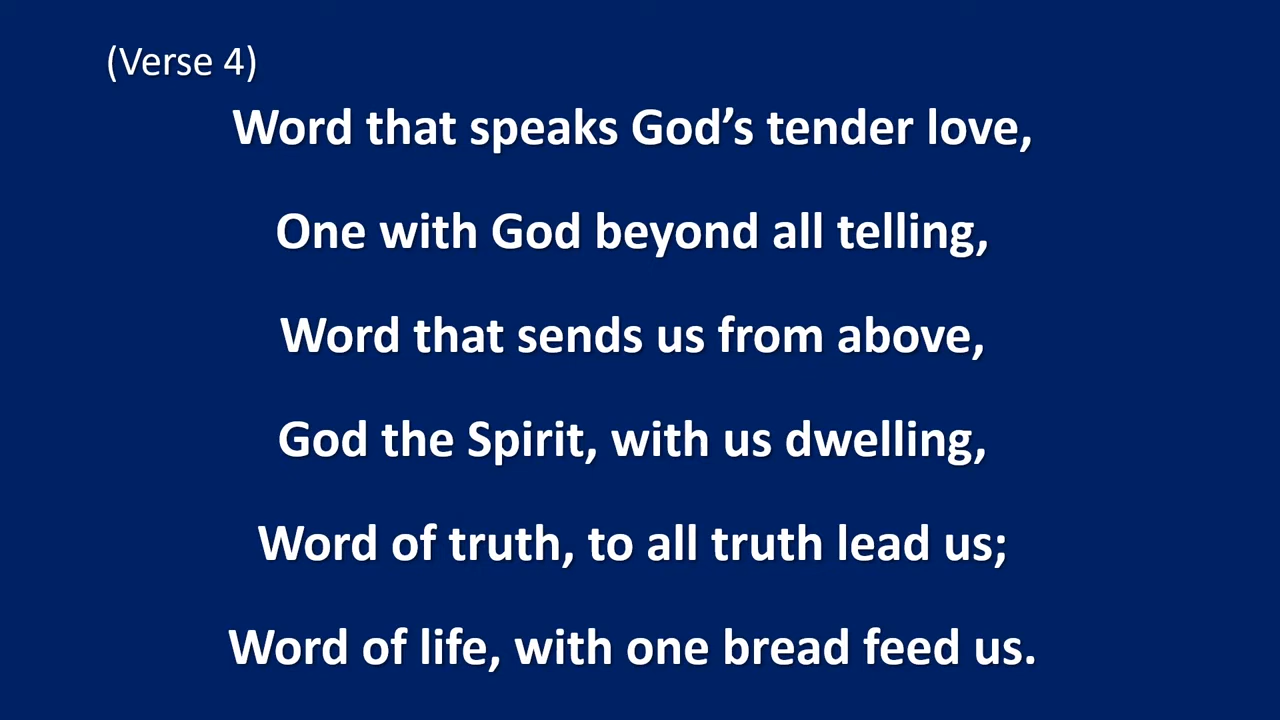 (Verse 4)
Word that speaks God’s tender love,
One with God beyond all telling,
Word that sends us from above,
God the Spirit, with us dwelling,
Word of truth, to all truth lead us;
Word of life, with one bread feed us.